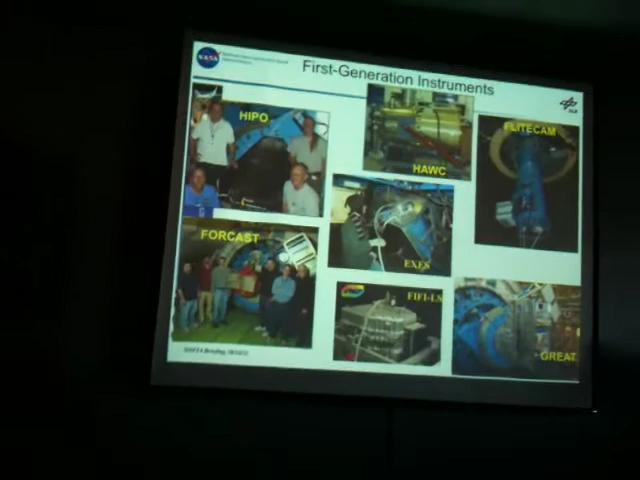 NASA
First-Generation Instruments
HIPO
HAWC
FLITECAM
FORCAST
EXES
FIFI-LS
GREAT